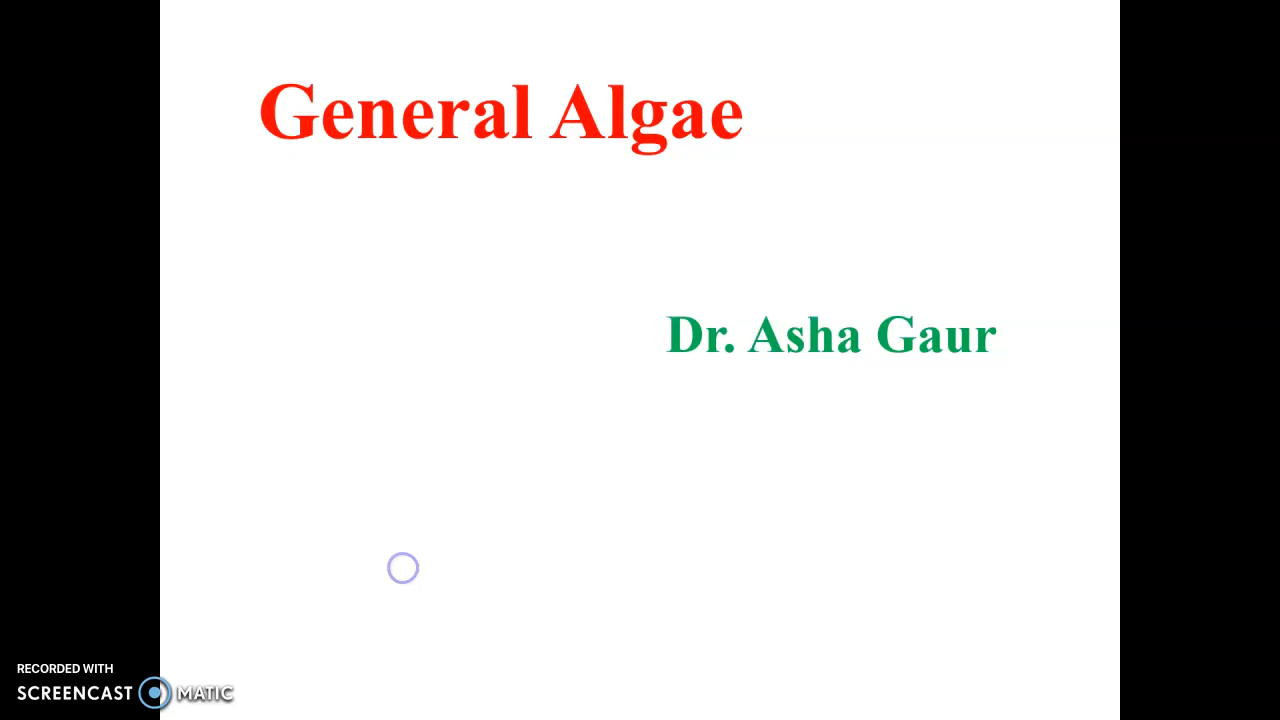 General Algae
Dr. Asha Gaur
RECORDED WITH
SCREENCAST MATIC